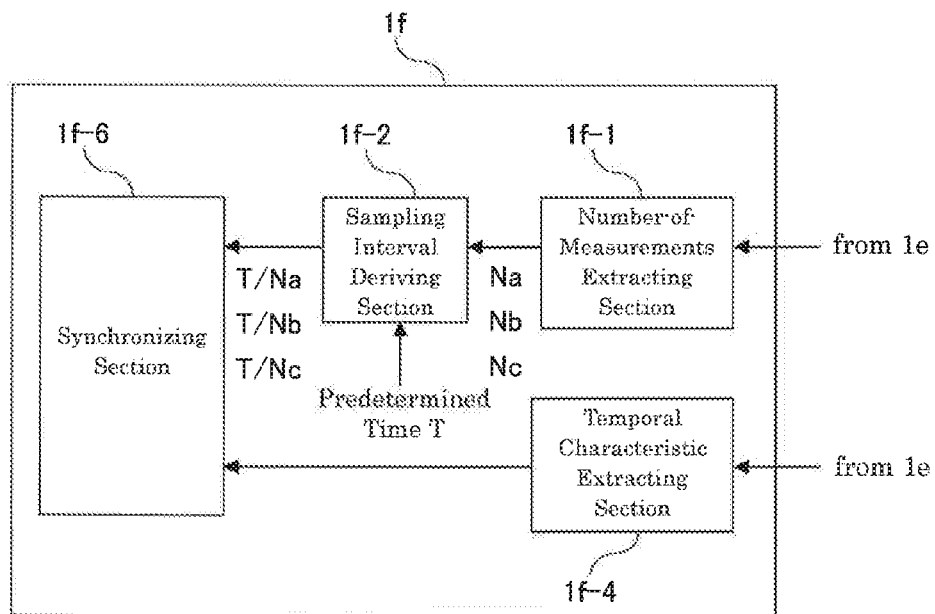 1f
1f-6
1f-2
1f-1
Synchronizing
Section
Sampling
Interval
Deriving
Section
Number-of-
Measurements
Extracting
Section
from 1e
T/Na
T/Nb
T/Nc
Na
Nb
Nc
Predetermined
Time T
Temporal
Characteristic
Extracting
Section
from 1e
1f-4